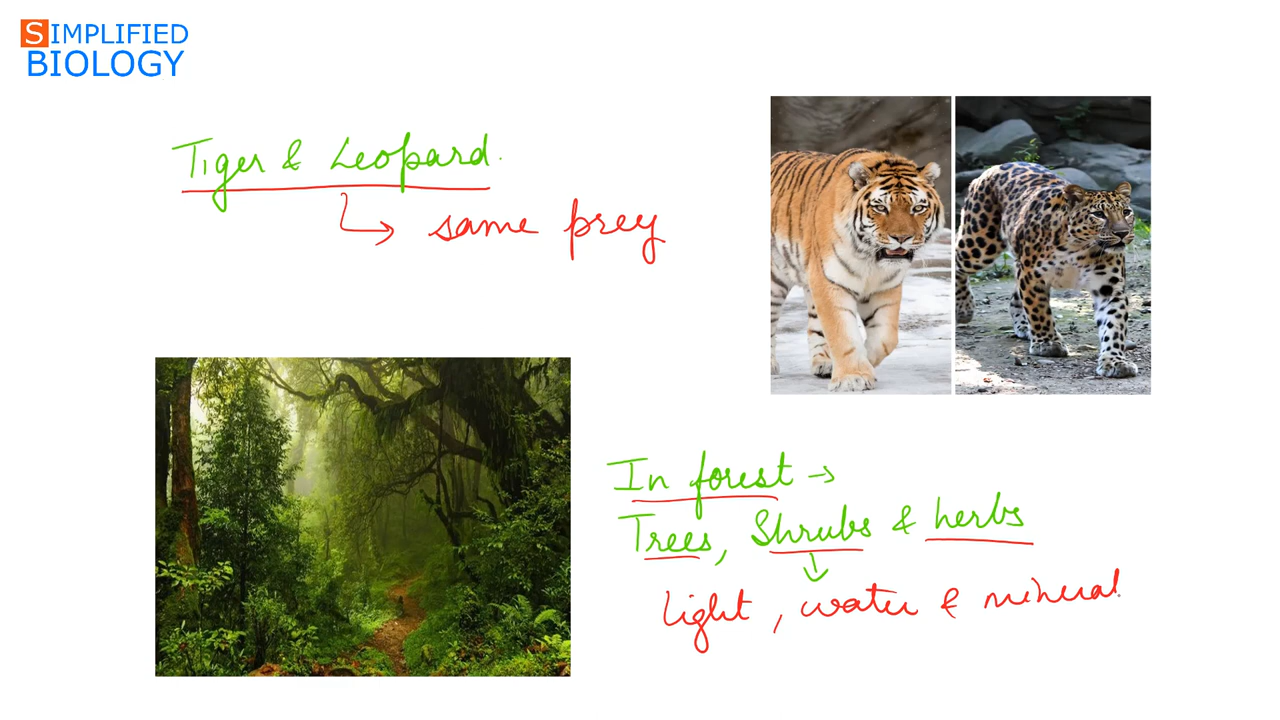 SIMPLIFIED
BIOLOGY
Tiger & Leopard.
same prey
In forest →
Trees, Shrubs & herbs
light, water & mineral.